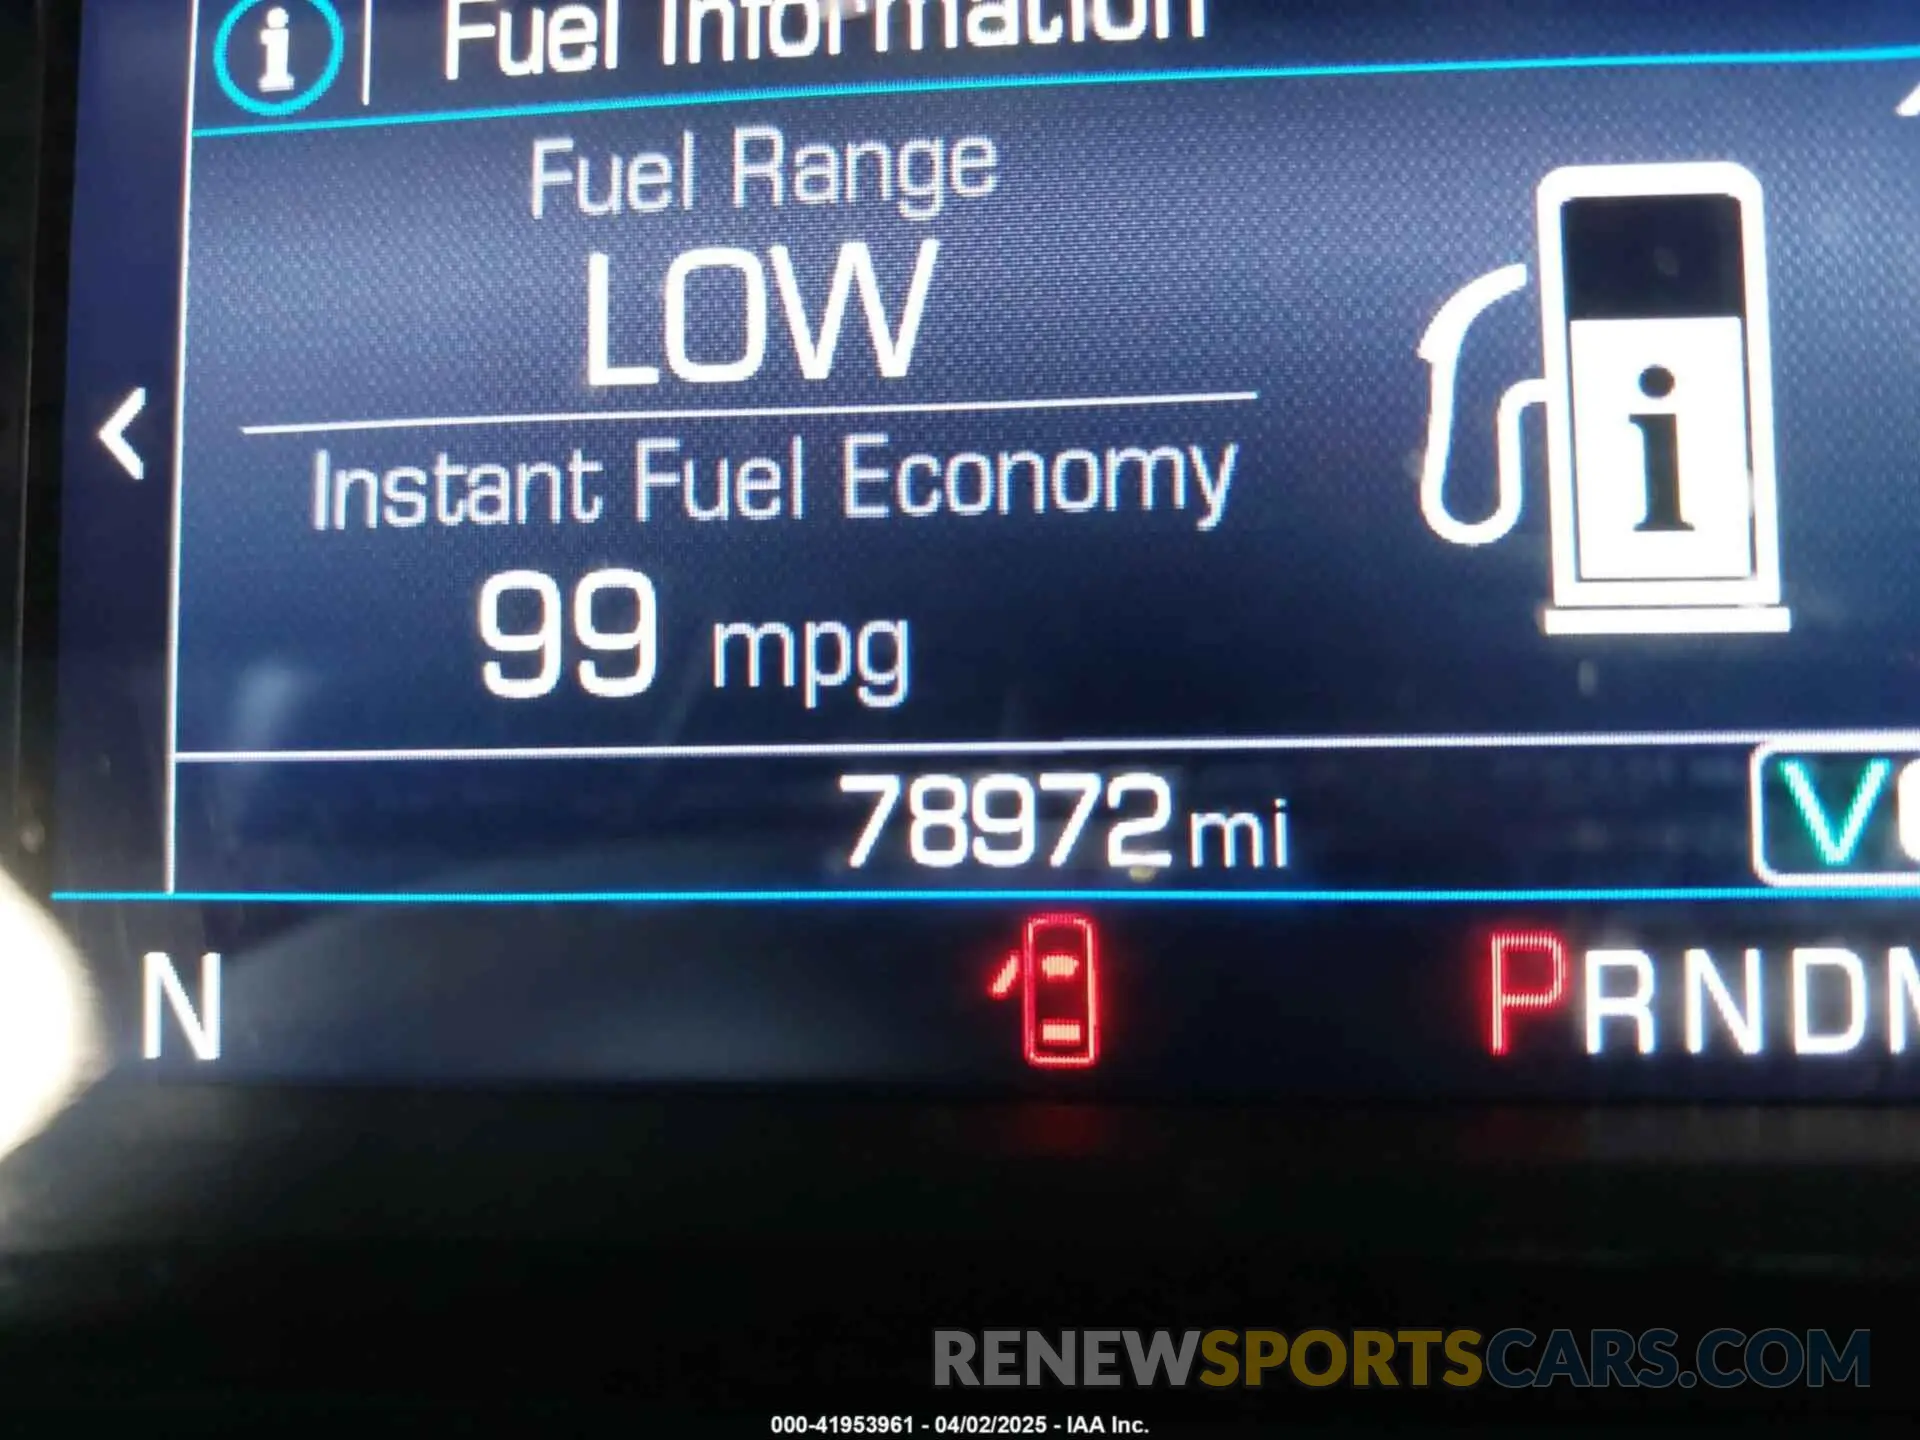 i Fuel Information
Fuel Range
LOW
Instant Fuel Economy
99 mpg
i
78972 mi
V
N
PRNDM
RENEWSPORTSCARS.COM
000-41953961 - 04/02/2025 - IAA Inc.